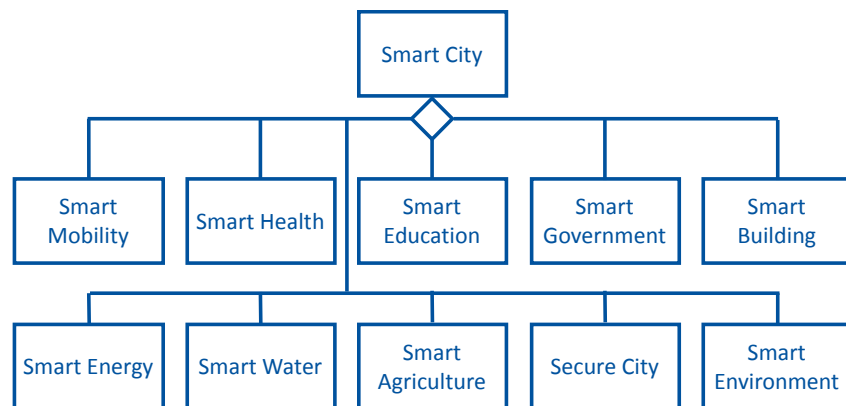 Smart City
Smart
Mobility
Smart Health
Smart
Education
Smart
Government
Smart
Building
Smart Energy
Smart Water
Smart
Agriculture
Secure City
Smart
Environment